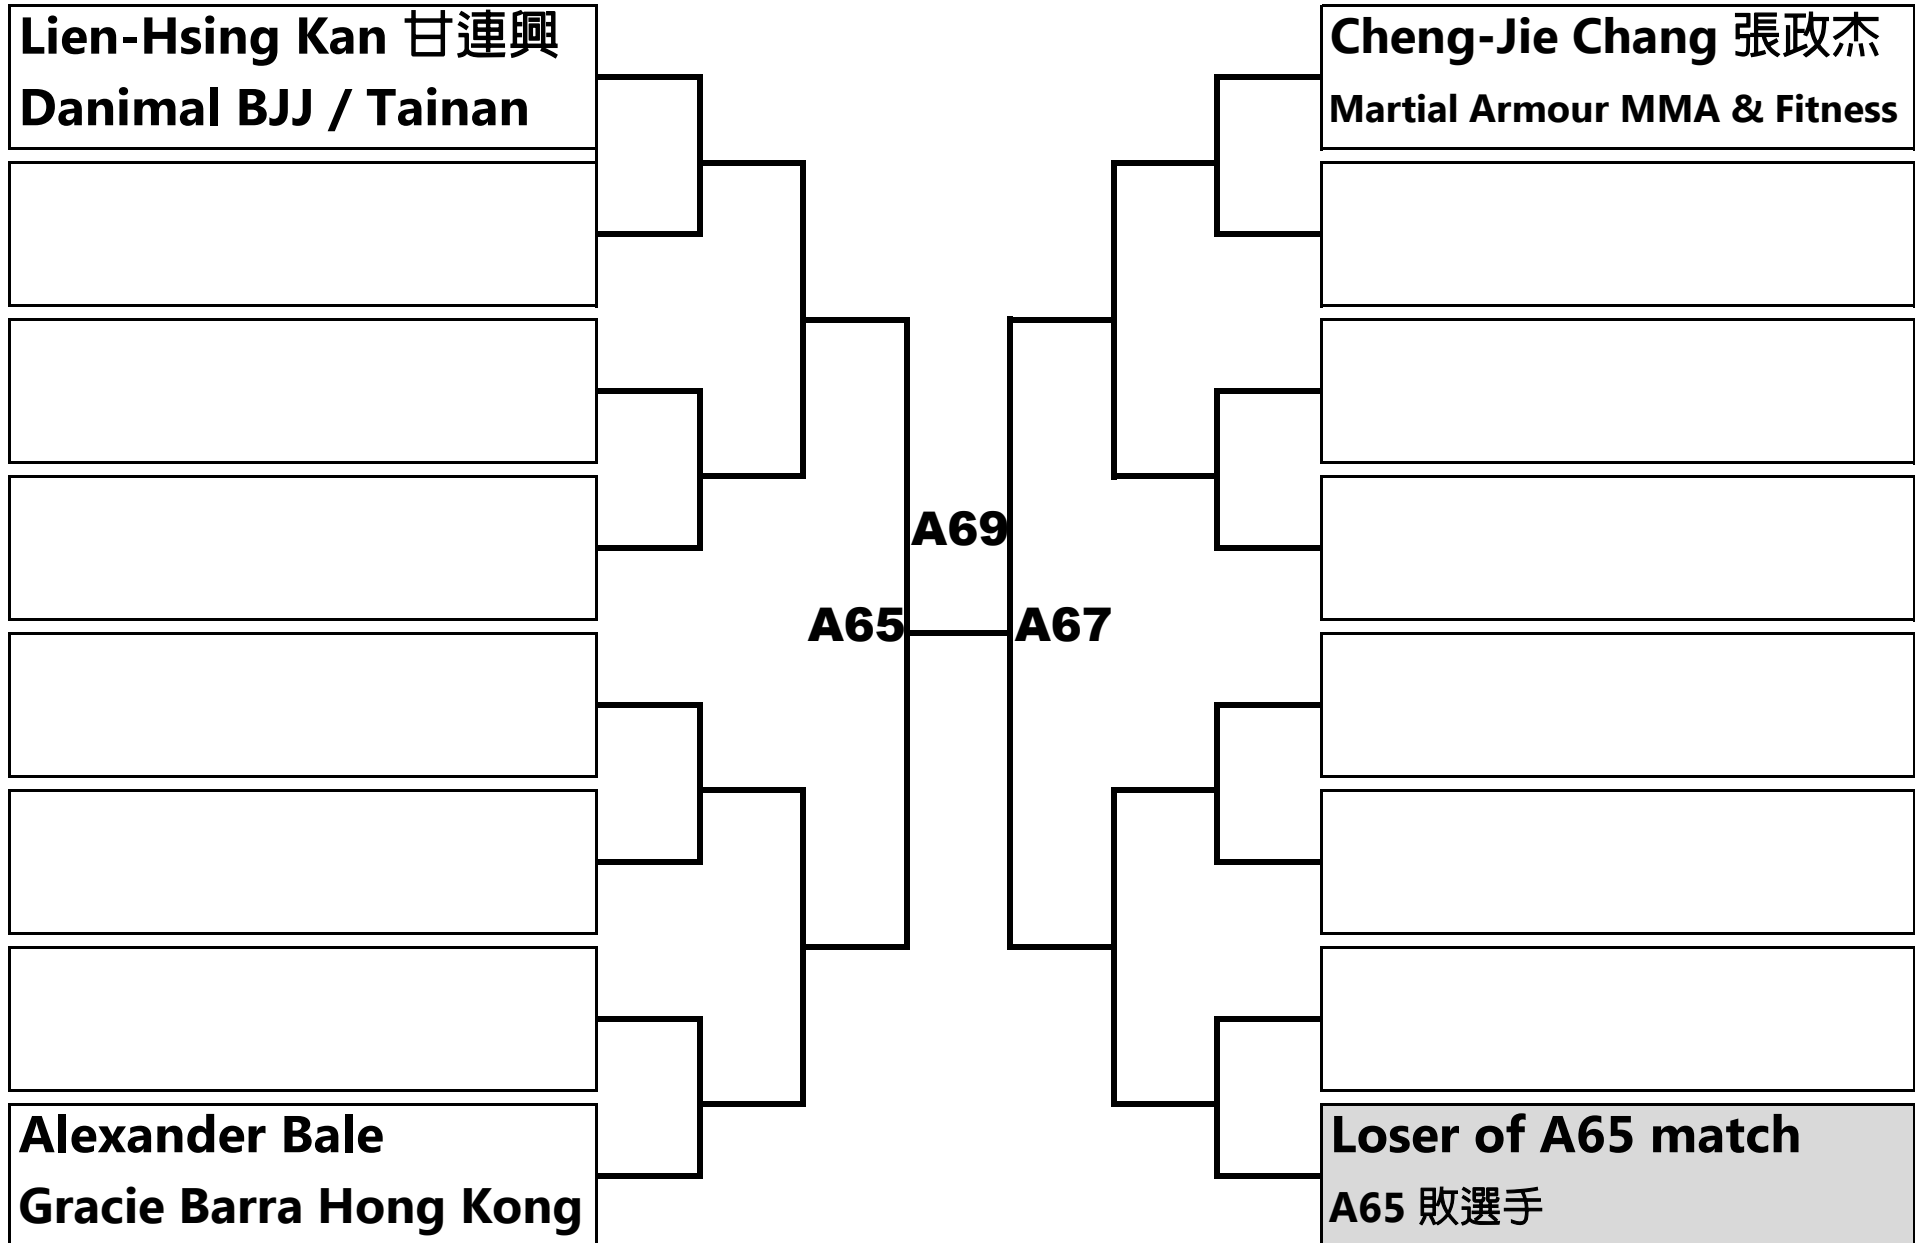 Lien-Hsing Kan 甘連興
Danimal BJJ / Tainan
Cheng-Jie Chang 張政杰
Martial Armour MMA & Fitness
A69
A65
A67
Alexander Bale
Gracie Barra Hong Kong
Loser of A65 match
A65 敗選手